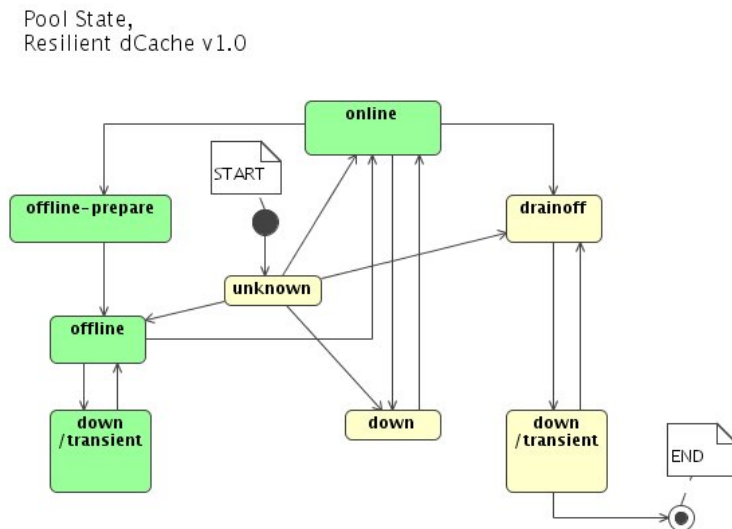 Pool State,
Resilient dCache v1.0
online
START
offline-prepare
drainoff
unknown
offline
down
/transient
down
down
/transient
END